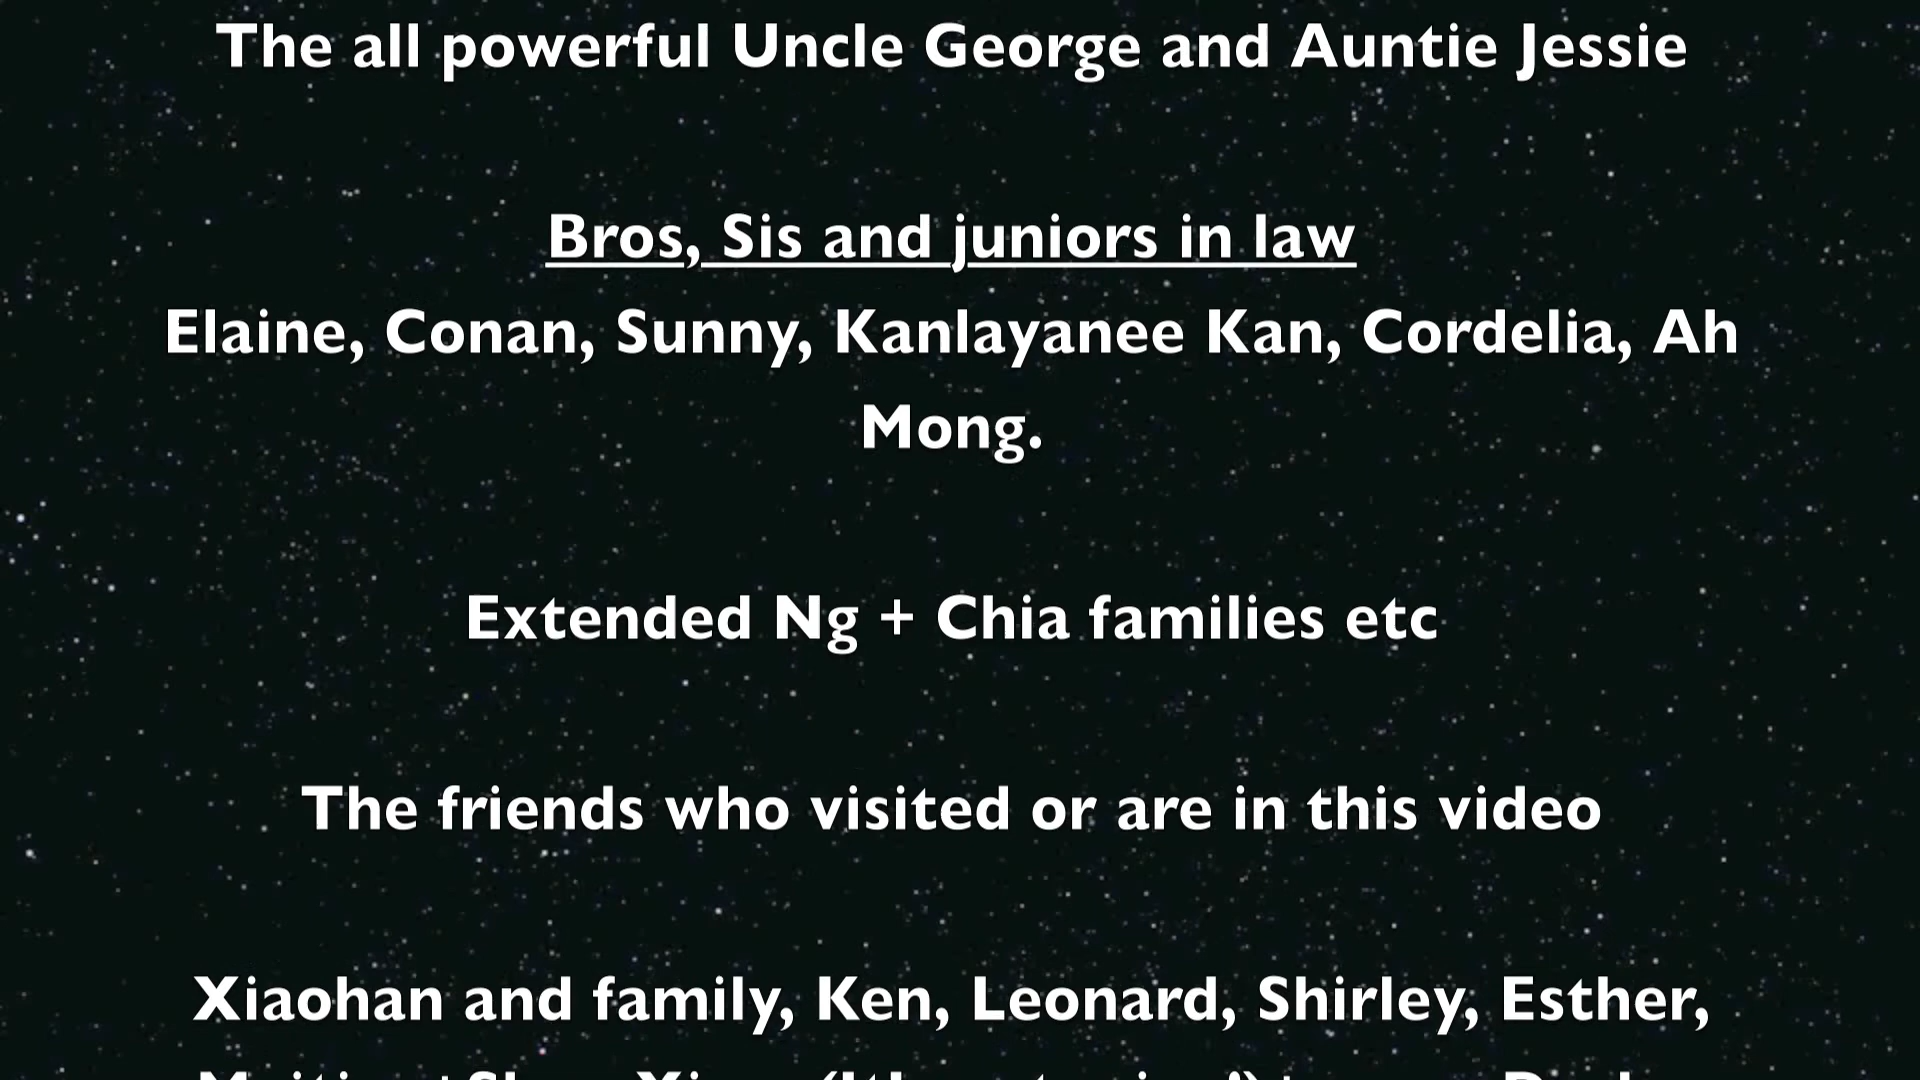 The all powerful Uncle George and Auntie Jessie
Bros, Sis and juniors in law
Elaine, Conan, Sunny, Kanlayanee Kan, Cordelia, Ah
Mong.
Extended Ng + Chia families etc
The friends who visited or are in this video
Xiaohan and family, Ken, Leonard, Shirley, Esther,